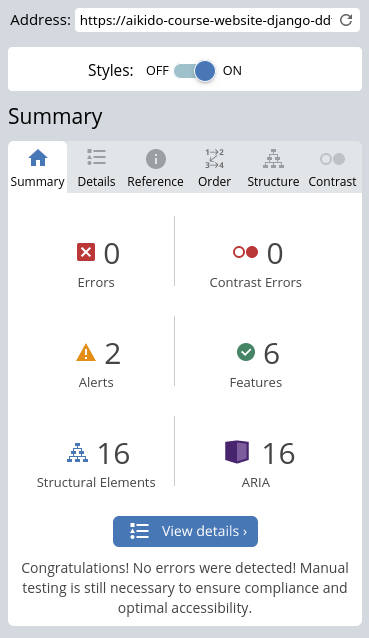 Address: https://aikido-course-website-django-dd
Styles: OFF ON
Summary
Summary Details Reference Order Structure Contrast
0 Errors
0 Contrast Errors
2 Alerts
6 Features
16 Structural Elements
16 ARIA
View details ›
Congratulations! No errors were detected! Manual
testing is still necessary to ensure compliance and
optimal accessibility.